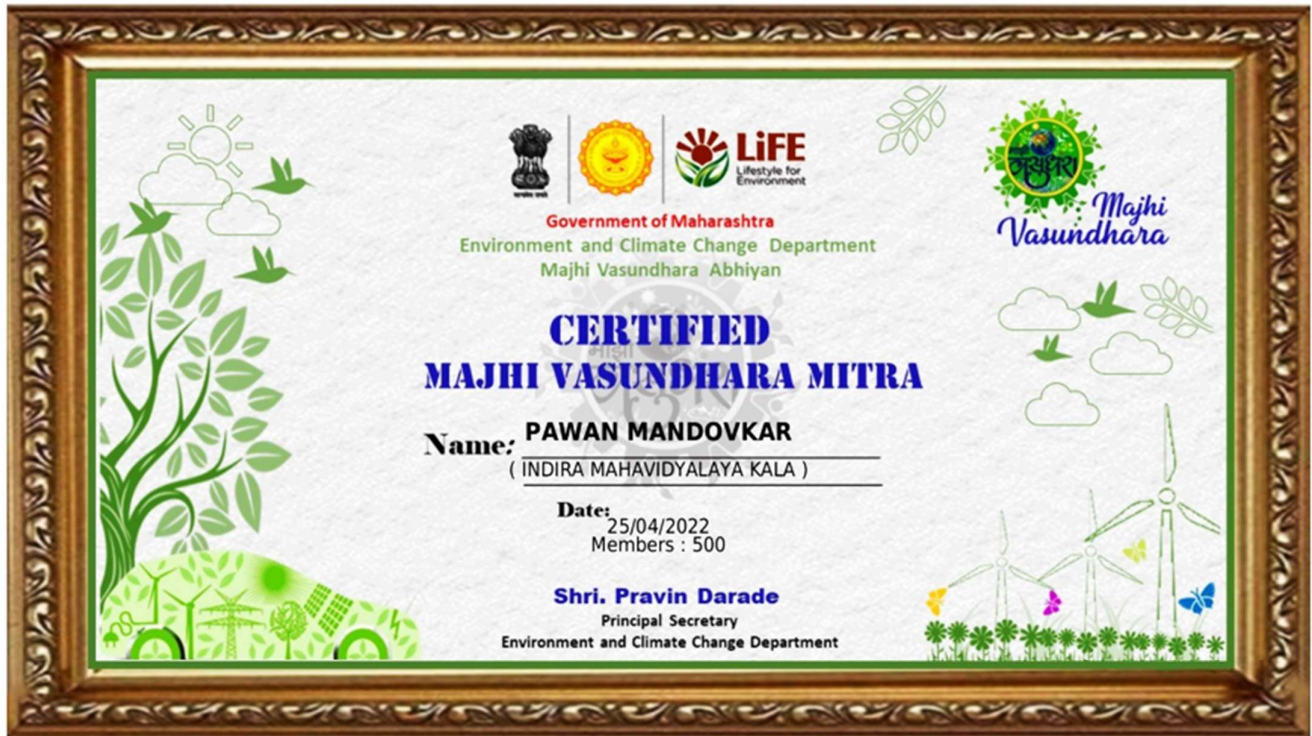 LiFE
Lifestyle for
Environment
माझी
वसुंधरा
Majhi
Vasundhara
Government of Maharashtra
Environment and Climate Change Department
Majhi Vasundhara Abhiyan
CERTIFIED
माझी
MAJHI VASUNDHARA MITRA
Name: PAWAN MANDOVKAR
( INDIRA MAHAVIDYALAYA KALA )
Date:
25/04/2022
Members : 500
Shri. Pravin Darade
Principal Secretary
Environment and Climate Change Department